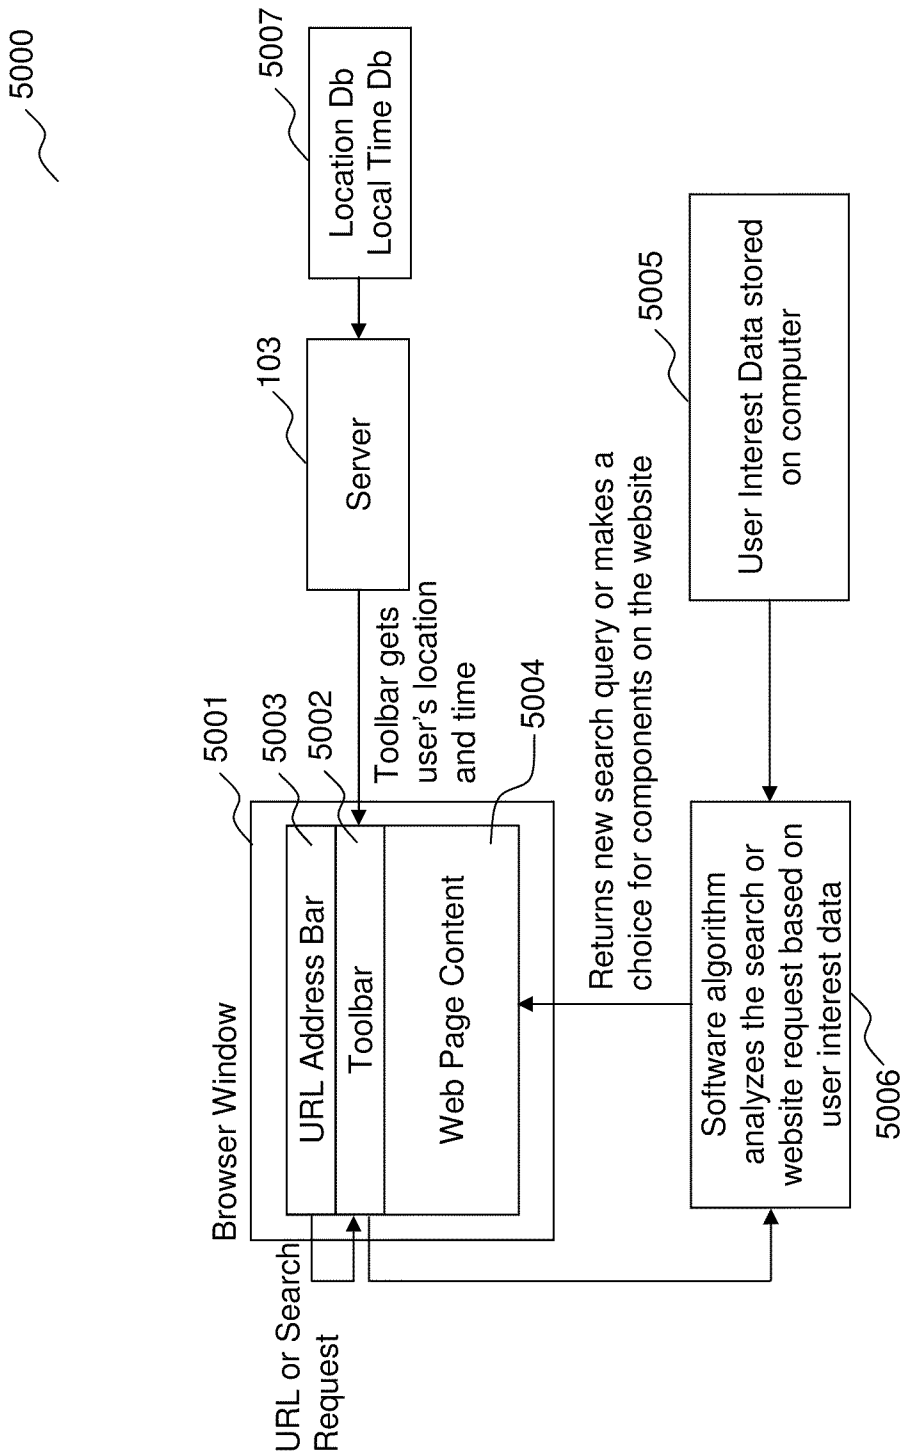 5000
Browser Window
5001
5003
5002
103
5007
URL Address Bar
Toolbar
Web Page Content
5004
URL or Search
Request
Toolbar gets
user's location
and time
Server
Location Db
Local Time Db
Returns new search query or makes a
choice for components on the website
5005
Software algorithm
analyzes the search or
website request based on
user interest data
5006
User Interest Data stored
on computer